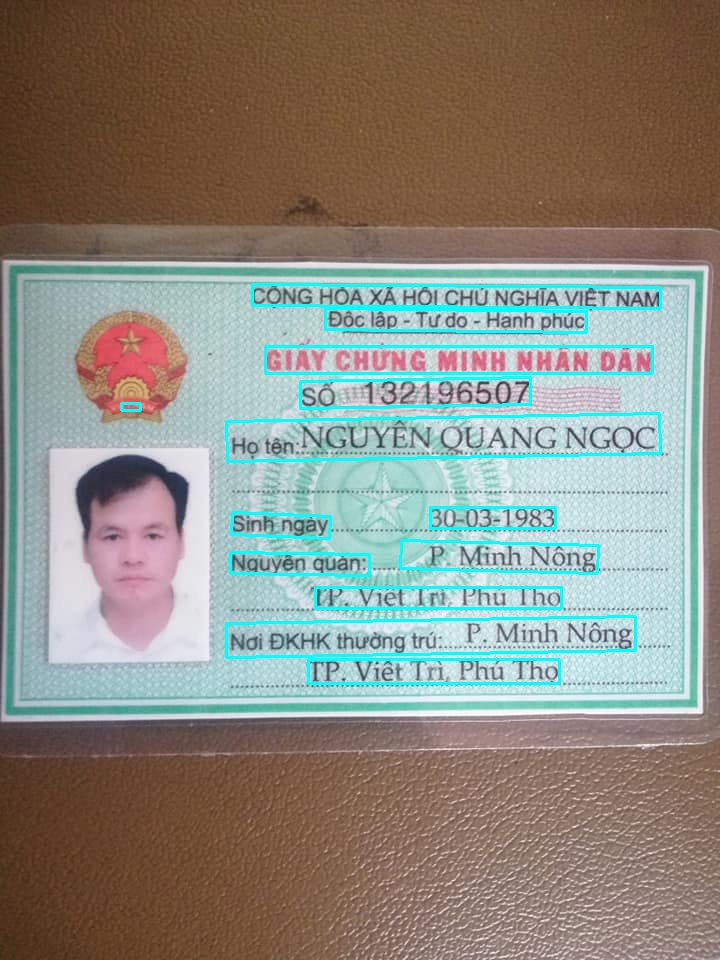 CỘNG HÒA XÃ HỘI CHỦ NGHĨA VIỆT NAM
Độc lập - Tự do - Hạnh phúc
GIẤY CHỨNG MINH NHÂN DÂN
SỐ 132196507
Họ tên: NGUYỄN QUANG NGỌC
Sinh ngày 30-03-1983
Nguyên quán: P. Minh Nông
TP. Việt Trì, Phú Thọ
Nơi ĐKHK thường trú: P. Minh Nông
TP. Việt Trì, Phú Thọ